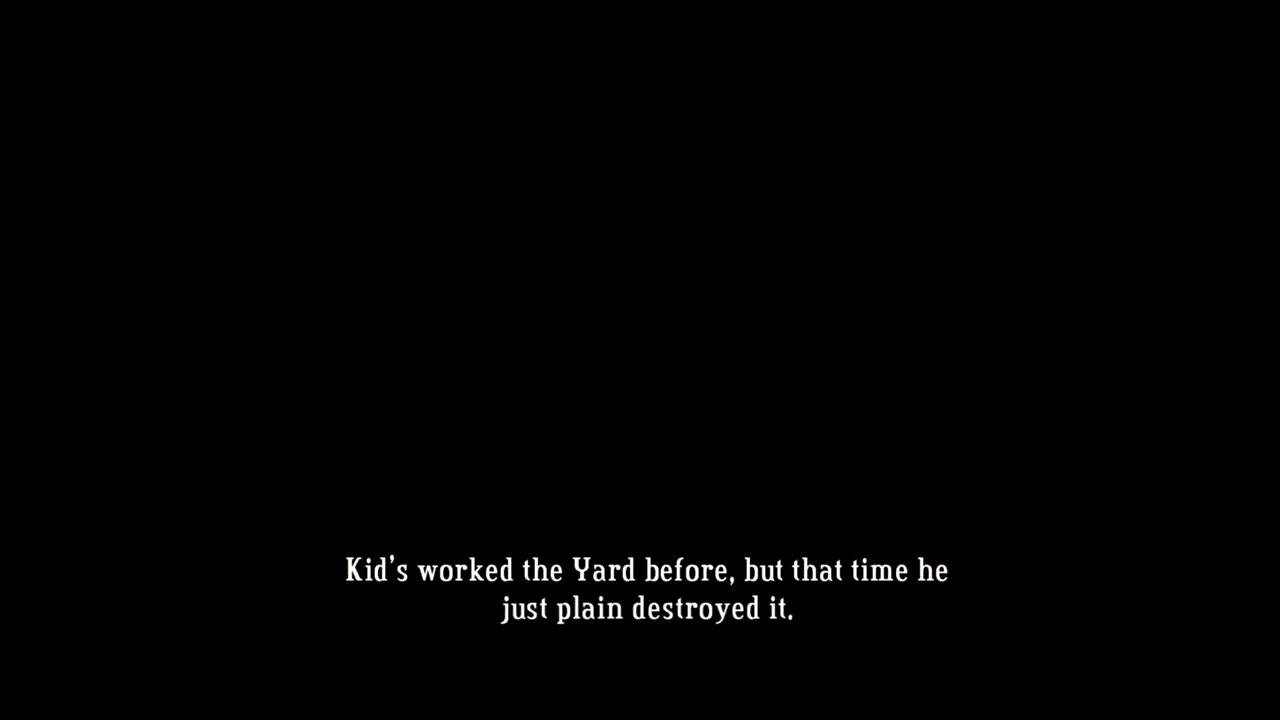 Kid's worked the Yard before, but that time he
just plain destroyed it.